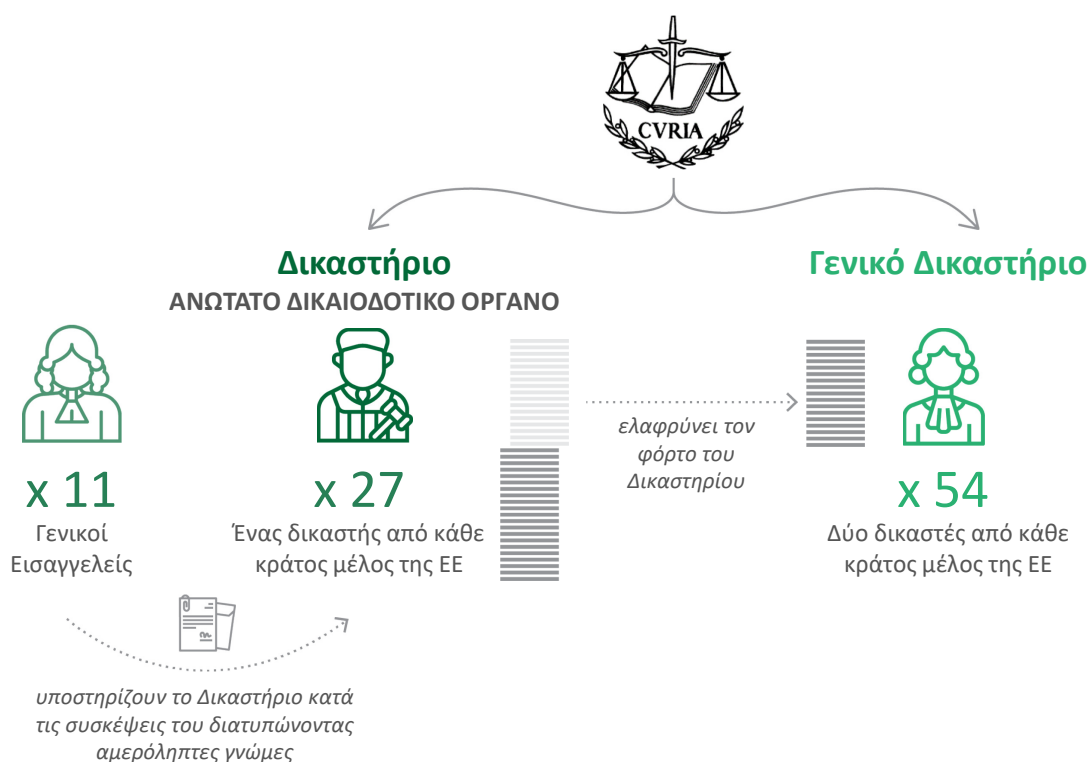 CVRIA
Δικαστήριο
ΑΝΩΤΑΤΟ ΔΙΚΑΙΟΔΟΤΙΚΟ ΟΡΓΑΝΟ
Γενικό Δικαστήριο
x 11
Γενικοί
Εισαγγελείς
x 27
Ένας δικαστής από κάθε
κράτος μέλος της ΕΕ
ελαφρύνει τον
φόρτο του
Δικαστηρίου
x 54
Δύο δικαστές από κάθε
κράτος μέλος της ΕΕ
υποστηρίζουν το Δικαστήριο κατά
τις συσκέψεις του διατυπώνοντας
αμερόληπτες γνώμες